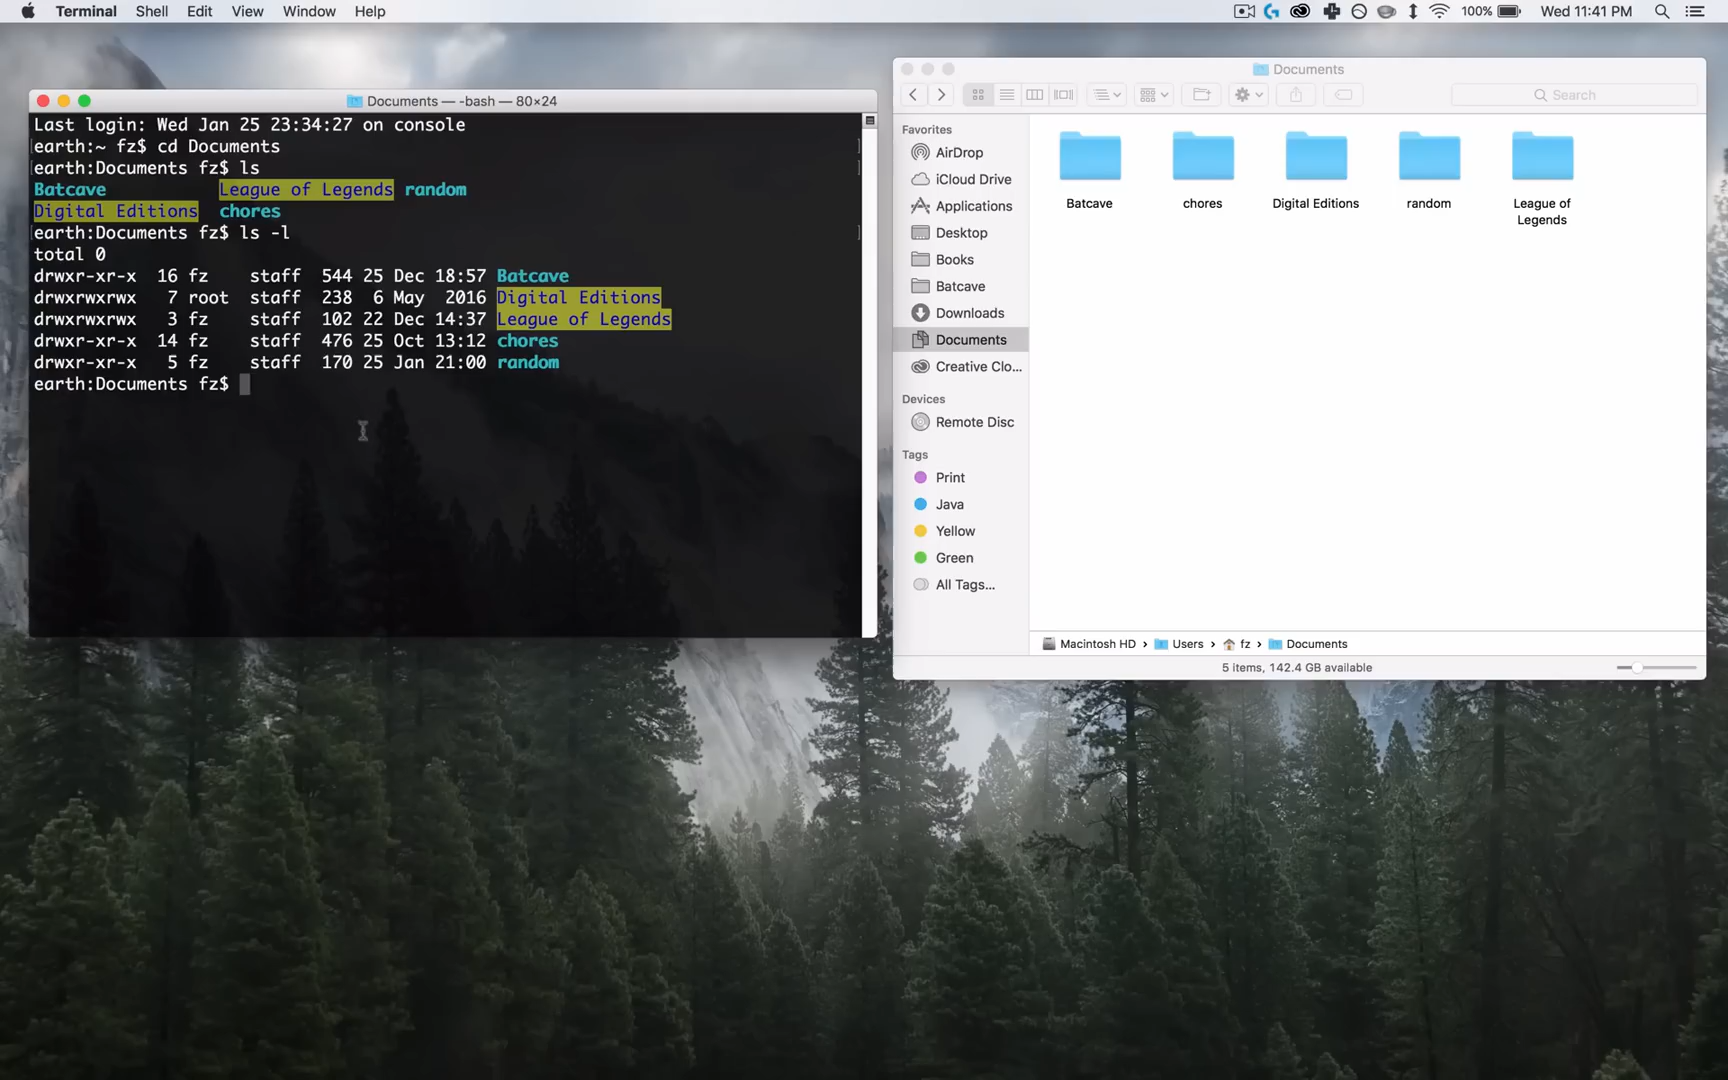 Terminal Shell Edit View Window Help 100% Wed 11:41 PM
Documents — -bash — 80×24
Last login: Wed Jan 25 23:34:27 on console
[earth:~ fz$ cd Documents ]
[earth:Documents fz$ ls ]
Batcave League of Legends random
Digital Editions chores
[earth:Documents fz$ ls -l ]
total 0
drwxr-xr-x 16 fz staff 544 25 Dec 18:57 Batcave
drwxrwxrwx 7 root staff 238 6 May 2016 Digital Editions
drwxrwxrwx 3 fz staff 102 22 Dec 14:37 League of Legends
drwxr-xr-x 14 fz staff 476 25 Oct 13:12 chores
drwxr-xr-x 5 fz staff 170 25 Jan 21:00 random
earth:Documents fz$
Documents
Search
Favorites
AirDrop
iCloud Drive
Applications
Desktop
Books
Batcave
Downloads
Documents
Creative Clo...
Devices
Remote Disc
Tags
Print
Java
Yellow
Green
All Tags...
Batcave chores Digital Editions random League of
Legends
Macintosh HD › Users › fz › Documents
5 items, 142.4 GB available